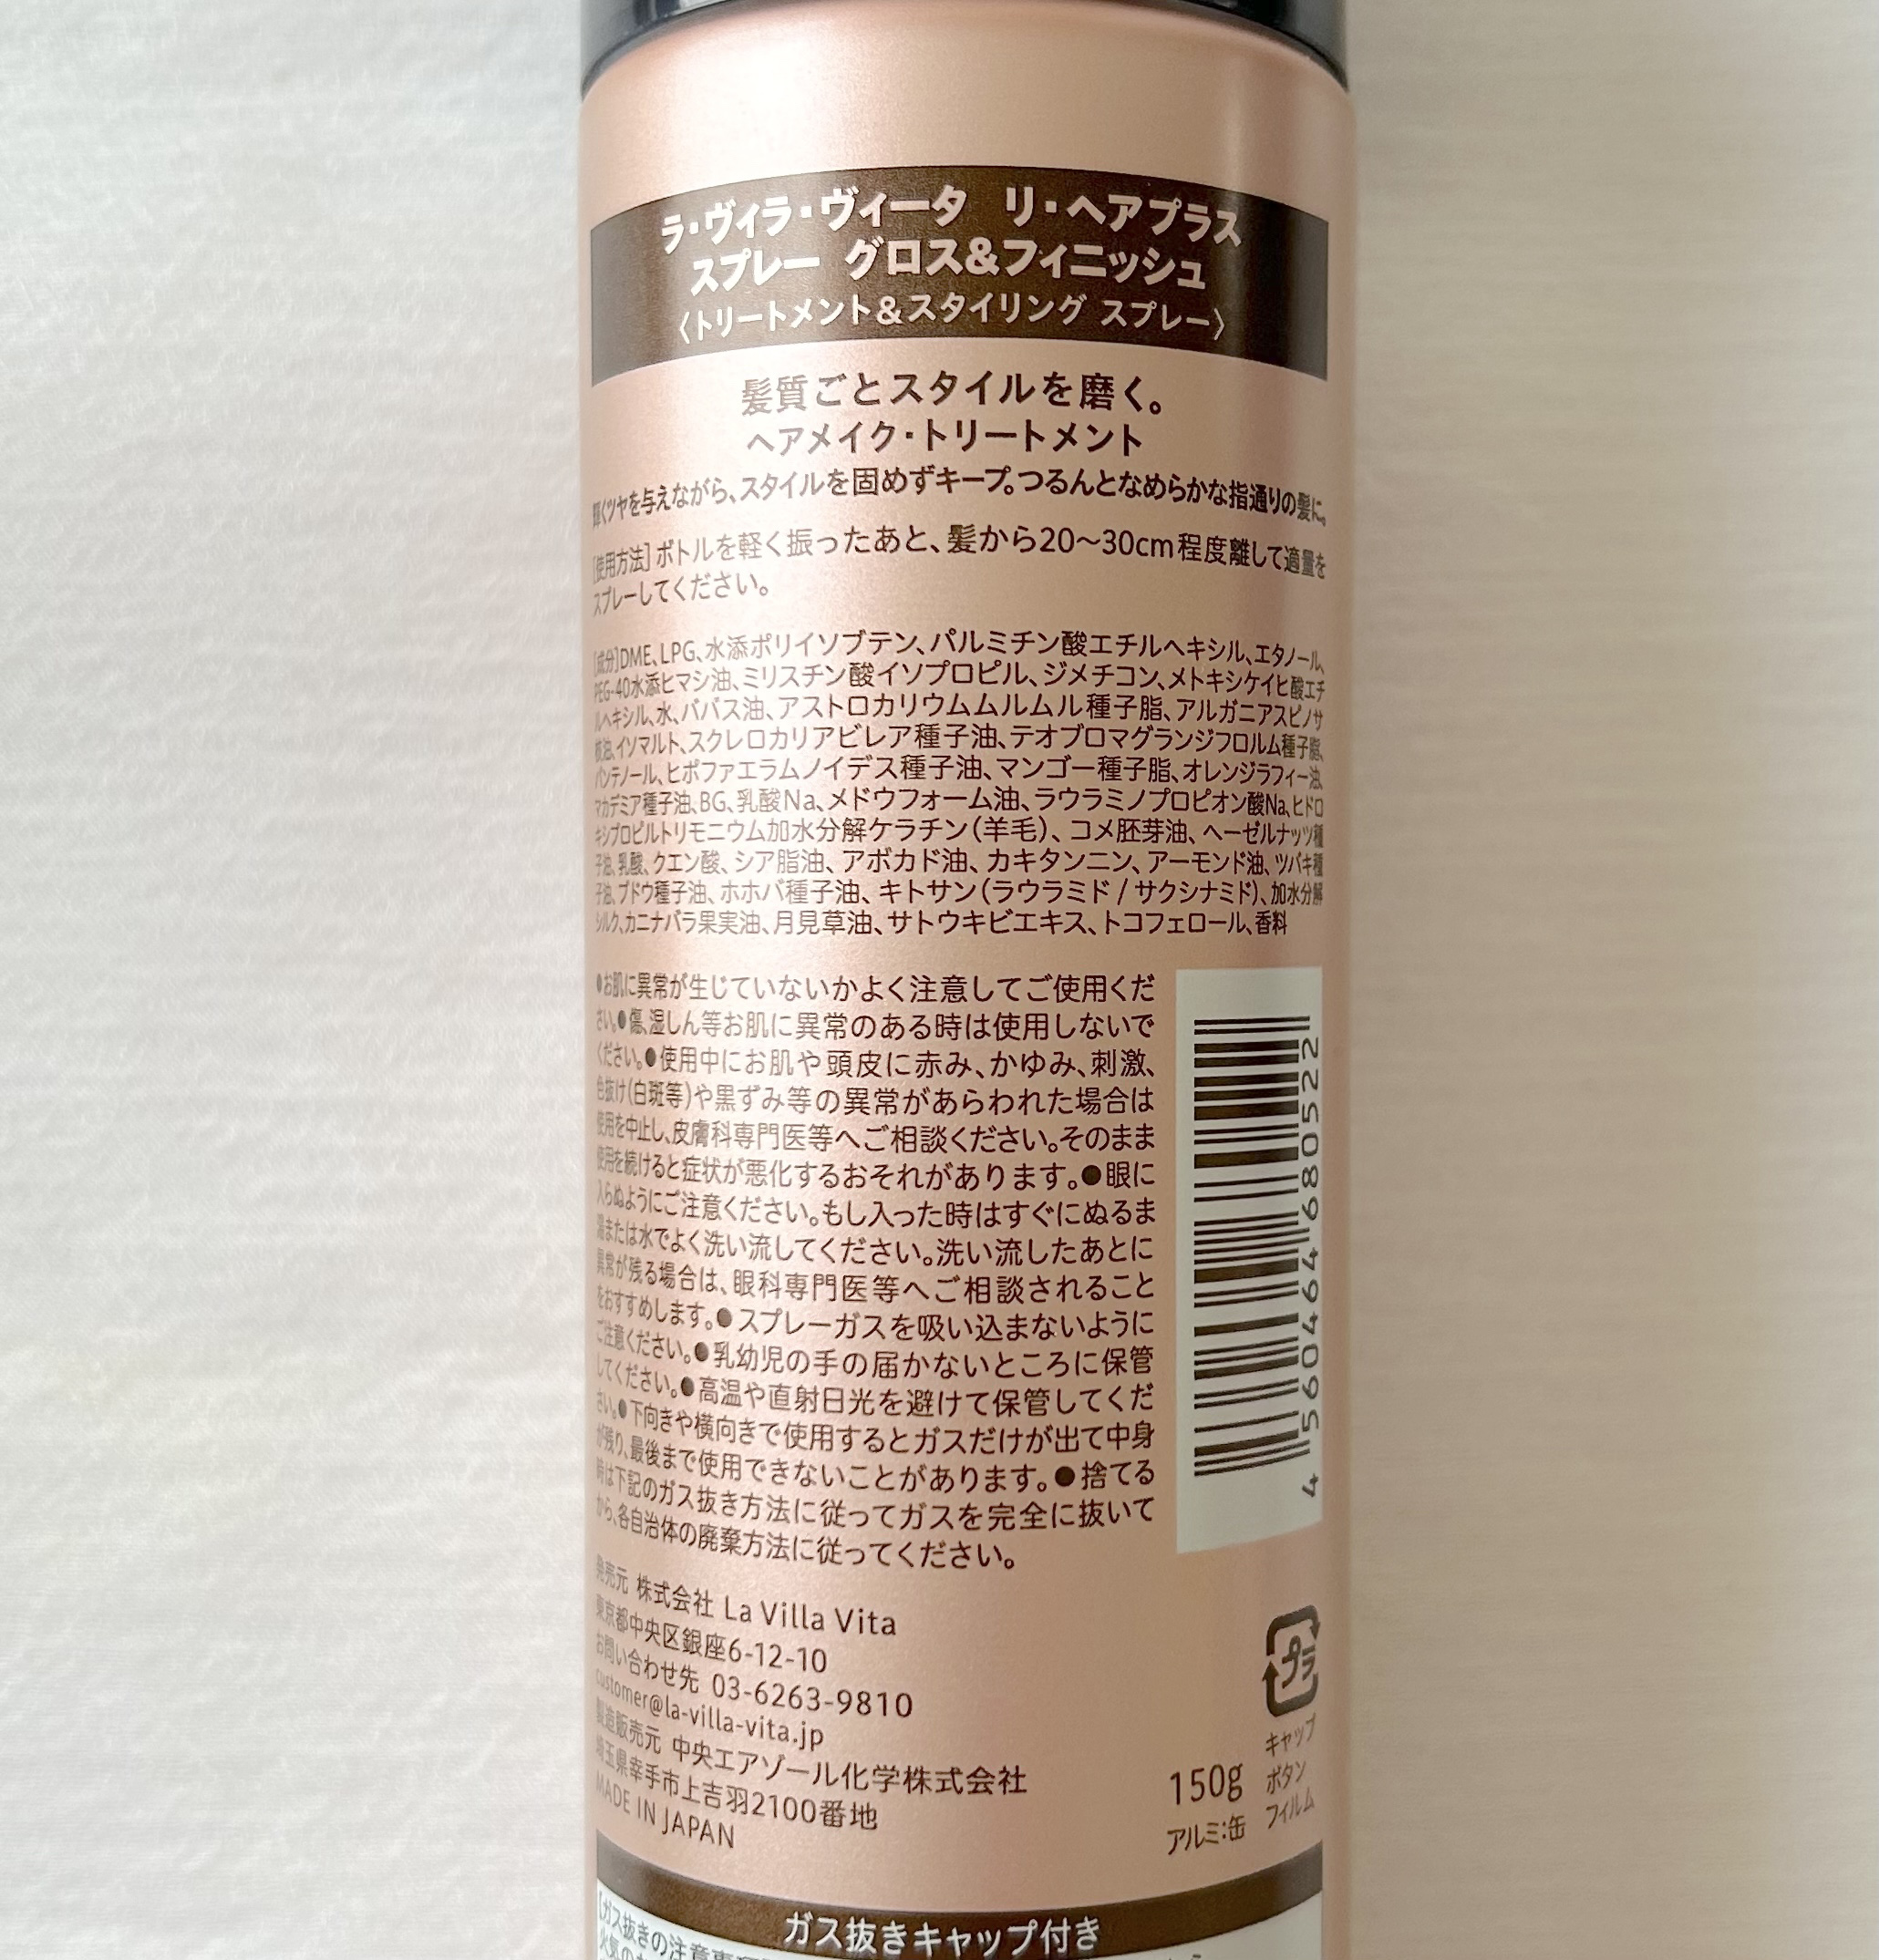 ラ・ヴィラ・ヴィータ リ・ヘアプラス
スプレー グロス&フィニッシュ
〈トリートメント&スタイリング スプレー〉
髪質ごとスタイルを磨く。
ヘアメイク・トリートメント
輝くツヤを与えながら、スタイルを固めずキープ。つるんとなめらかな指通りの髪に。
[使用方法] ボトルを軽く振ったあと、髪から20〜30cm程度離して適量を
スプレーしてください。
[成分]DME、LPG、水添ポリイソブテン、パルミチン酸エチルヘキシル、エタノール、
PEG-40水添ヒマシ油、ミリスチン酸イソプロピル、ジメチコン、メトキシケイヒ酸エチ
ルヘキシル、水、ババス油、アストロカリウムムルムル種子脂、アルガニアスピノサ
核油、イソマルト、スクレロカリアビレア種子油、テオブロマグランジフロルム種子脂、
パンテノール、ヒポファエラムノイデス種子油、マンゴー種子脂、オレンジラフィー油、
マカデミア種子油、BG、乳酸Na、メドウフォーム油、ラウラミノプロピオン酸Na、ヒドロ
キシプロピルトリモニウム加水分解ケラチン(羊毛)、コメ胚芽油、ヘーゼルナッツ種
子油、乳酸、クエン酸、シア脂油、アボカド油、カキタンニン、アーモンド油、ツバキ種
子油、ブドウ種子油、ホホバ種子油、キトサン(ラウラミド / サクシナミド)、加水分解
シルク、カニナバラ果実油、月見草油、サトウキビエキス、トコフェロール、香料
●お肌に異常が生じていないかよく注意してご使用くだ
さい。●傷、湿しん等お肌に異常のある時は使用しないで
ください。●使用中にお肌や頭皮に赤み、かゆみ、刺激、
色抜け(白斑等)や黒ずみ等の異常があらわれた場合は
使用を中止し、皮膚科専門医等へご相談ください。そのまま
使用を続けると症状が悪化するおそれがあります。●眼に
入らぬようにご注意ください。もし入った時はすぐにぬるま
湯または水でよく洗い流してください。洗い流したあとに
異常が残る場合は、眼科専門医等へご相談されること
をおすすめします。●スプレーガスを吸い込まないように
ご注意ください。●乳幼児の手の届かないところに保管
してください。●高温や直射日光を避けて保管してくだ
さい。●下向きや横向きで使用するとガスだけが出て中身
が残り、最後まで使用できないことがあります。●捨てる
時は下記のガス抜き方法に従ってガスを完全に抜いて
から、各自治体の廃棄方法に従ってください。
4560464680522
発売元 株式会社 La Villa Vita
東京都中央区銀座6-12-10
お問い合わせ先 03-6263-9810
customer@la-villa-vita.jp
製造販売元 中央エアゾール化学株式会社
埼玉県幸手市上吉羽2100番地
MADE IN JAPAN
プラ
キャップ
ボタン
フィルム
150g
アルミ:缶
ガス抜きキャップ付き
【ガス抜きの注意事項